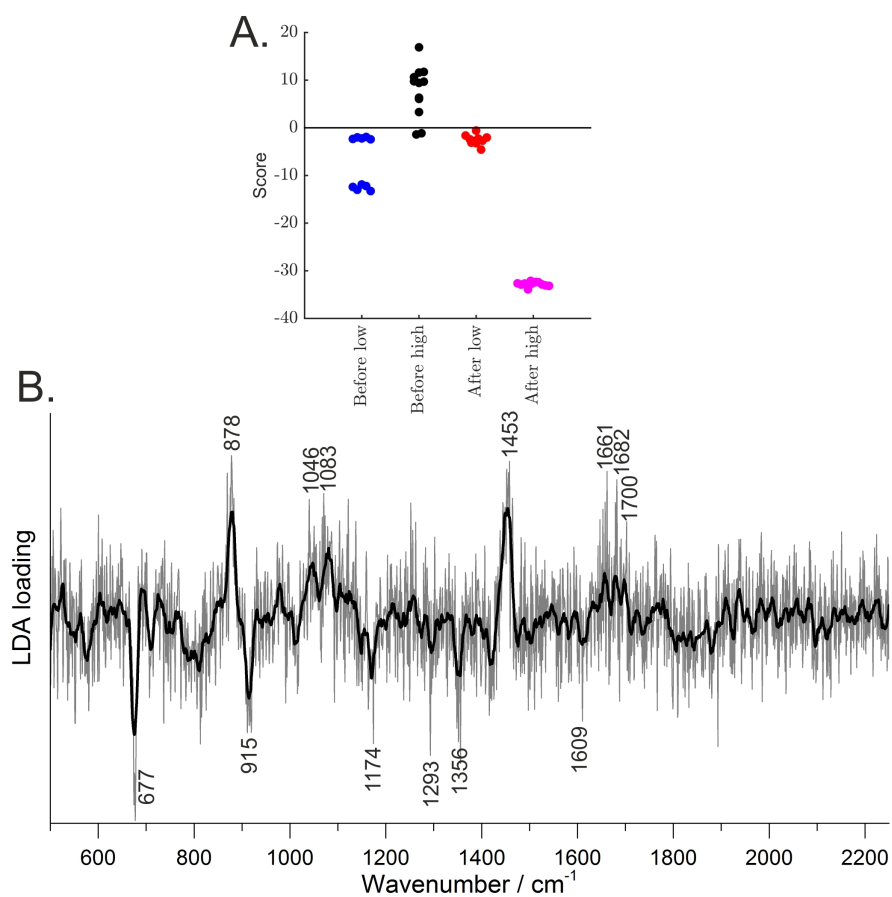 A.
20
10
0
-10
-20
-30
-40
Score
Before low
Before high
After low
After high
B.
878
1046
1083
1453
1661
1682
1700
LDA loading
677
915
1174
1293
1356
1609
600 800 1000 1200 1400 1600 1800 2000 2200
Wavenumber / cm⁻¹